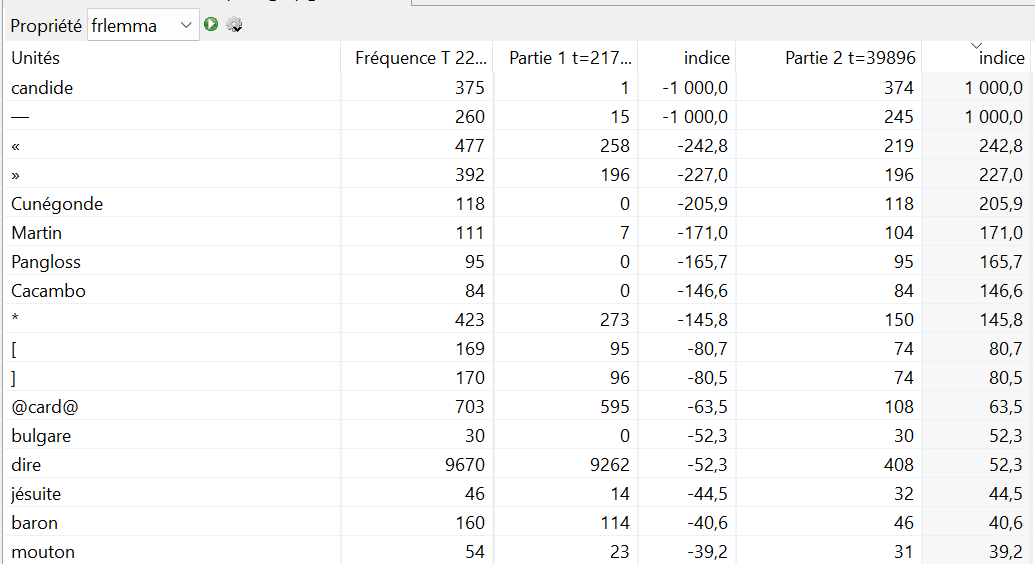 Propriété frlemma
Unités Fréquence T 22... Partie 1 t=217... indice Partie 2 t=39896 indice
candide 375 1 -1 000,0 374 1 000,0
— 260 15 -1 000,0 245 1 000,0
« 477 258 -242,8 219 242,8
» 392 196 -227,0 196 227,0
Cunégonde 118 0 -205,9 118 205,9
Martin 111 7 -171,0 104 171,0
Pangloss 95 0 -165,7 95 165,7
Cacambo 84 0 -146,6 84 146,6
* 423 273 -145,8 150 145,8
[ 169 95 -80,7 74 80,7
] 170 96 -80,5 74 80,5
@card@ 703 595 -63,5 108 63,5
bulgare 30 0 -52,3 30 52,3
dire 9670 9262 -52,3 408 52,3
jésuite 46 14 -44,5 32 44,5
baron 160 114 -40,6 46 40,6
mouton 54 23 -39,2 31 39,2